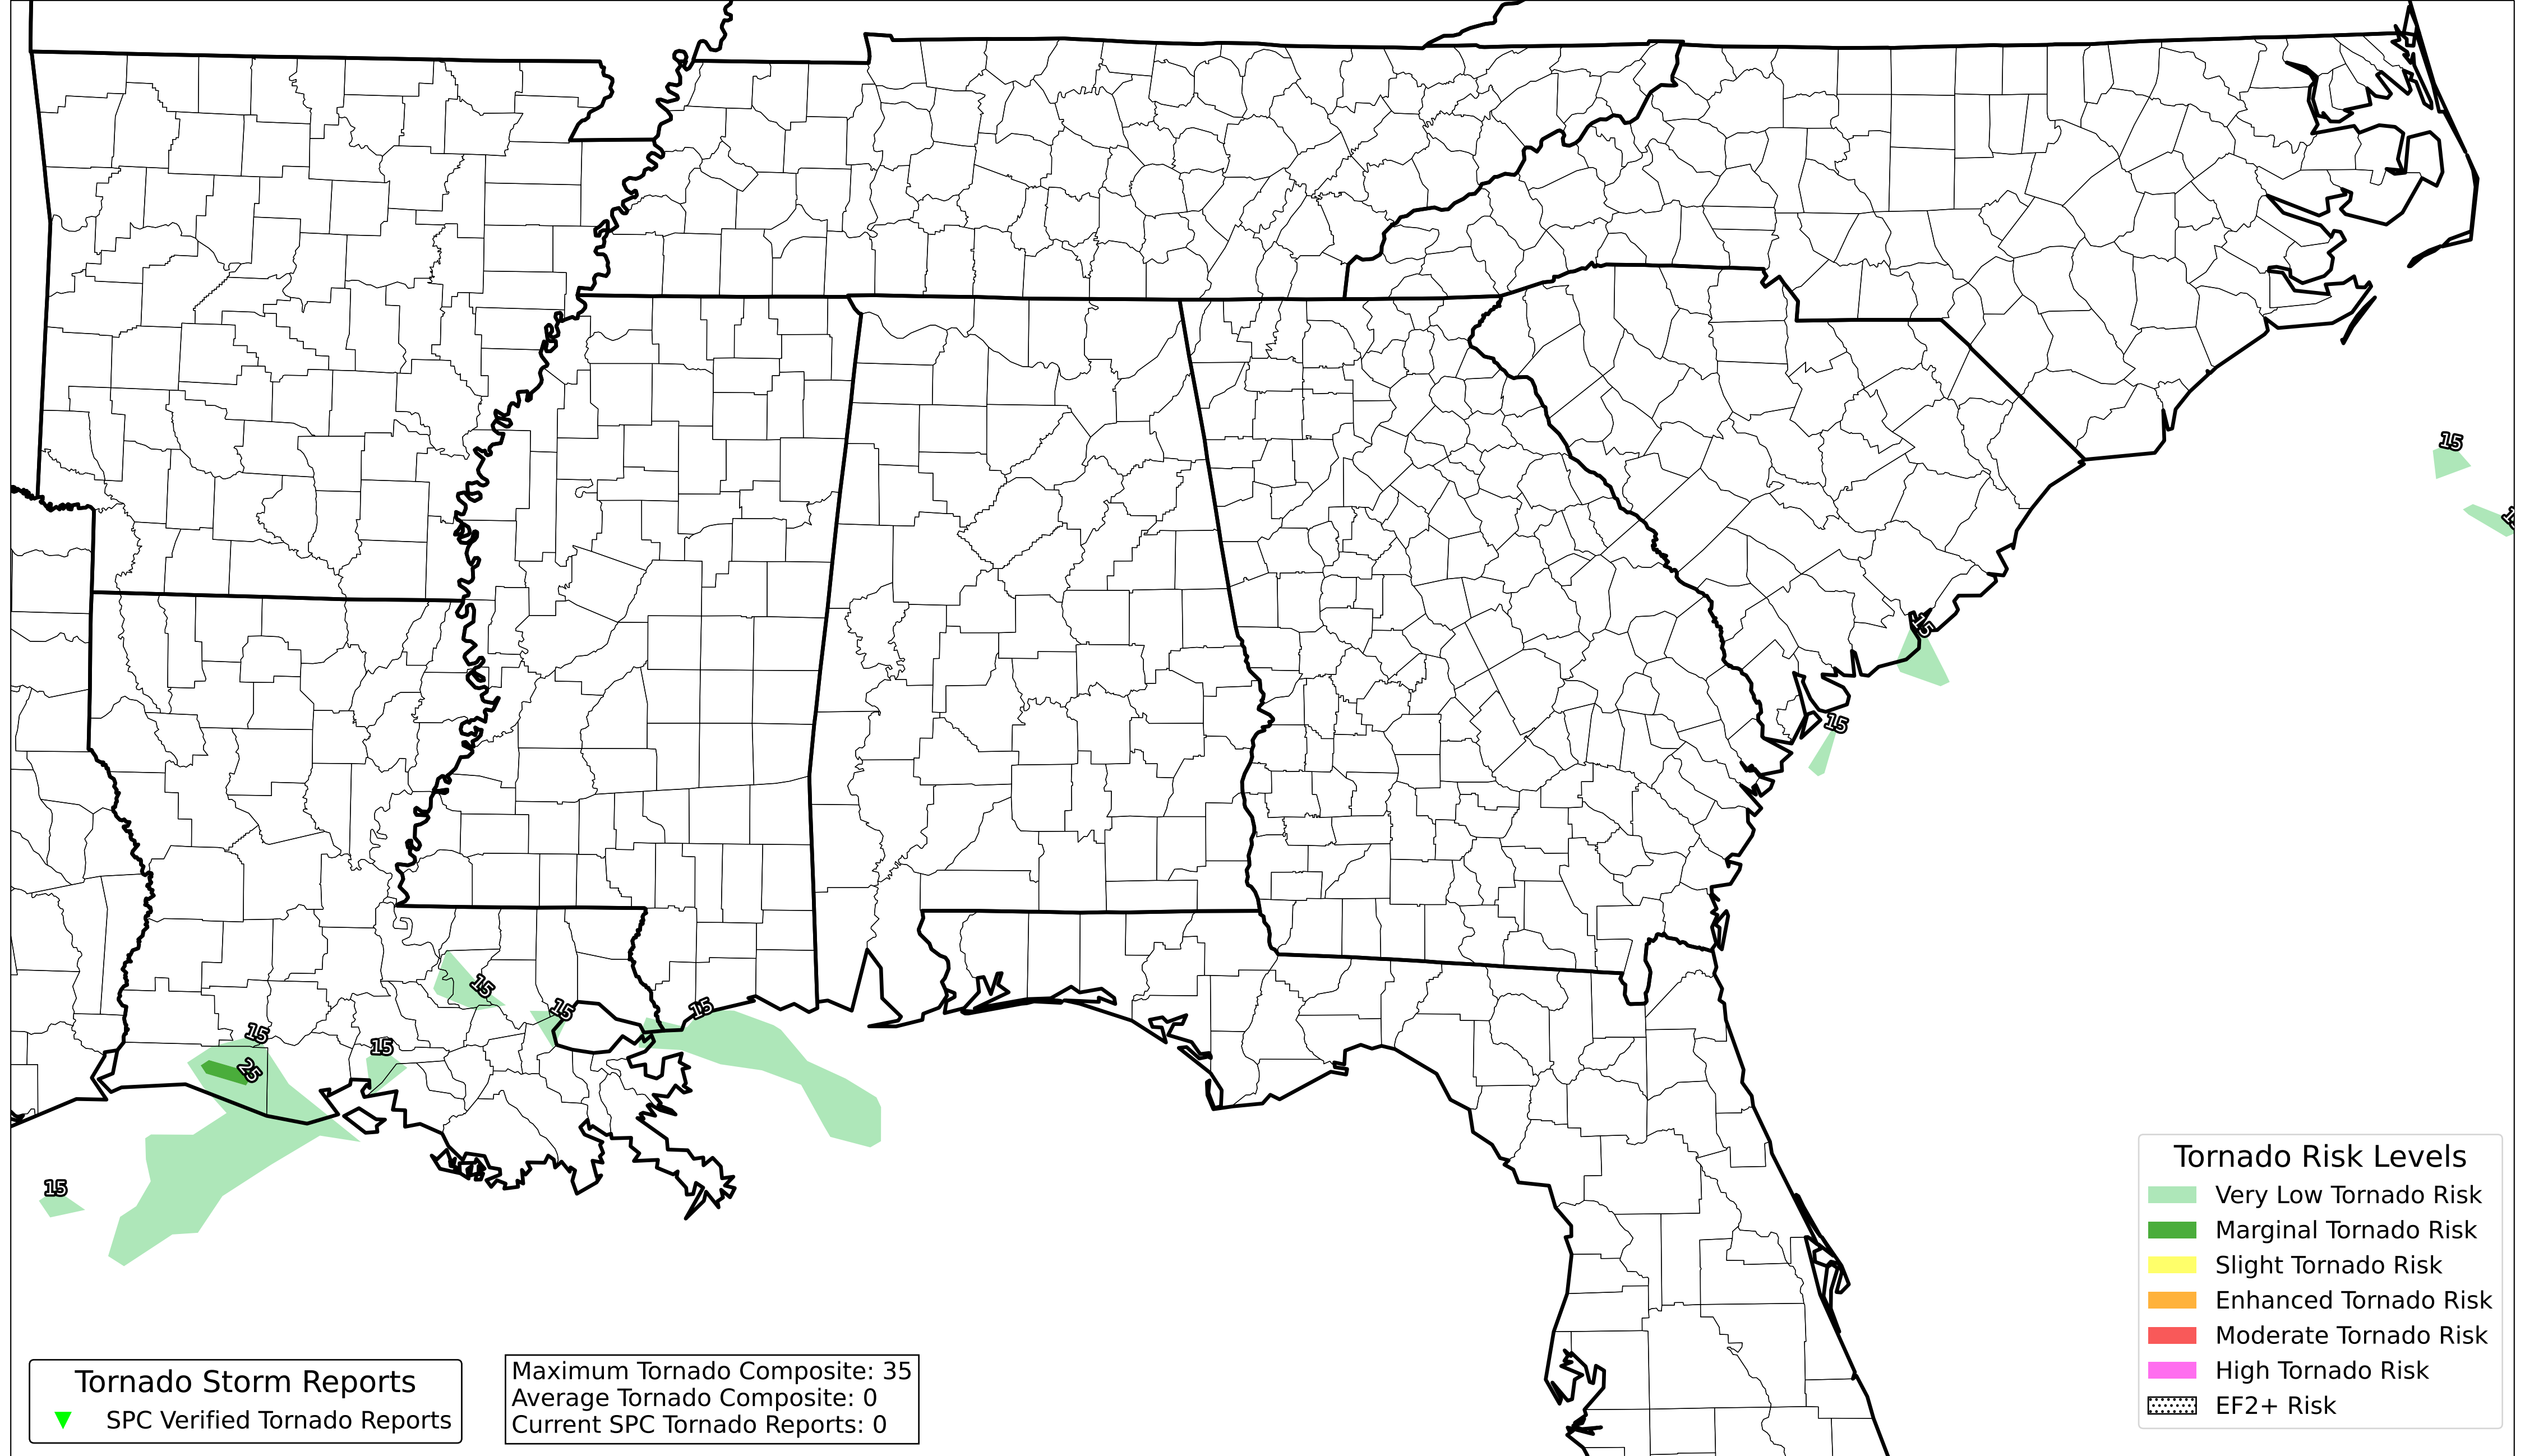 15
15
15
15
15
15
15
15
25
15
15
Tornado Risk Levels
Very Low Tornado Risk
Marginal Tornado Risk
Slight Tornado Risk
Enhanced Tornado Risk
Moderate Tornado Risk
High Tornado Risk
EF2+ Risk
Tornado Storm Reports
SPC Verified Tornado Reports
Maximum Tornado Composite: 35
Average Tornado Composite: 0
Current SPC Tornado Reports: 0